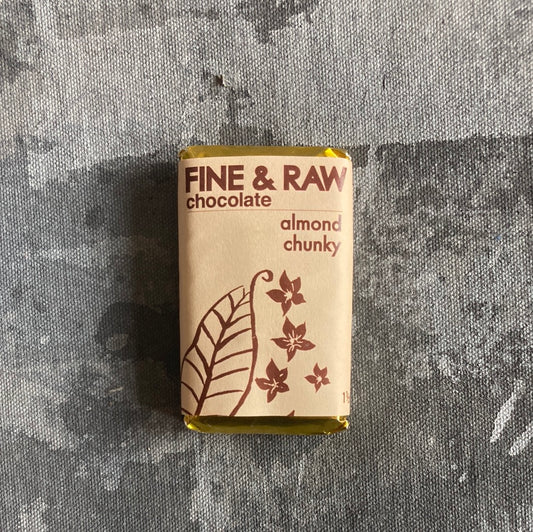 FINE & RAW
chocolate
almond
chunky